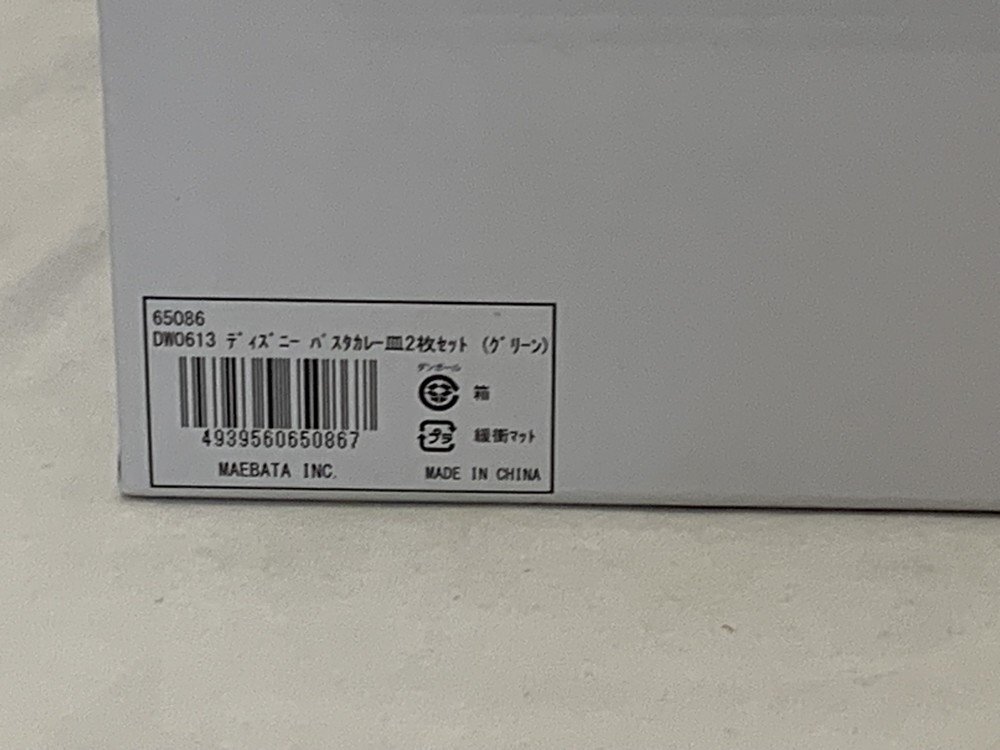 65086
DW0613 ﾃﾞｨｽﾞﾆｰ ﾊﾟｽﾀｶﾚｰ皿2枚ｾｯﾄ (ｸﾞﾘｰﾝ)
ダンボール
箱
プラ
緩衝ﾏｯﾄ
4939560650867
MAEBATA INC.
MADE IN CHINA